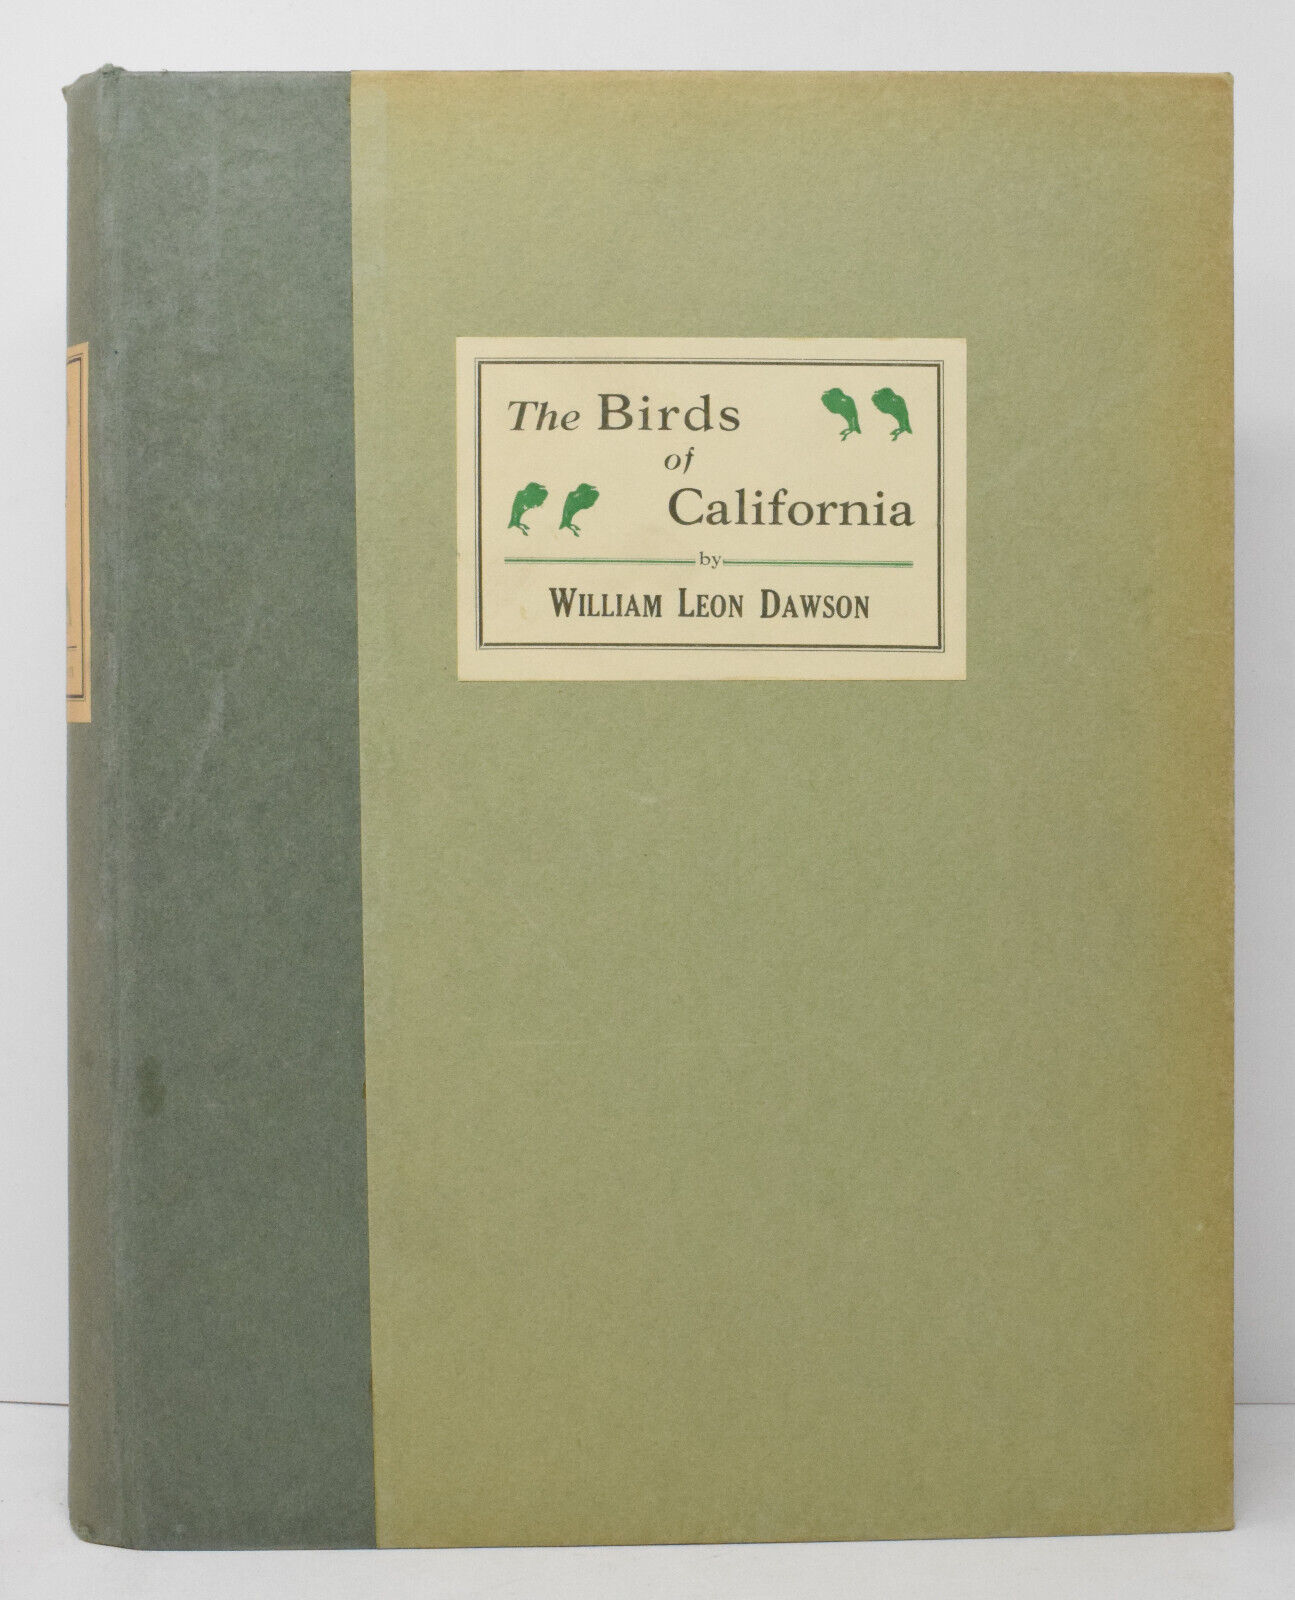 The Birds
of
California
by
WILLIAM LEON DAWSON